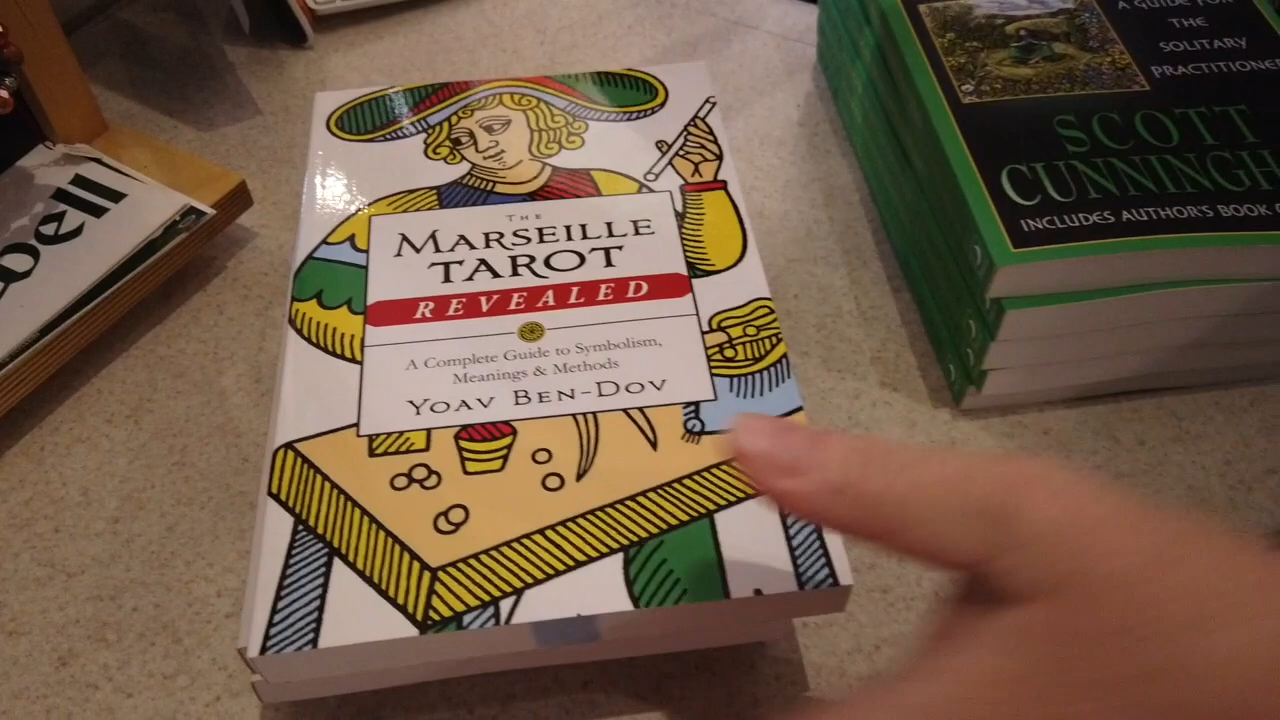 THE
MARSEILLE
TAROT
REVEALED
A Complete Guide to Symbolism,
Meanings & Methods
YOAV BEN-DOV
A GUIDE FOR
THE
SOLITARY
PRACTITIONE
SCOTT
CUNNINGH
INCLUDES AUTHOR'S BOOK